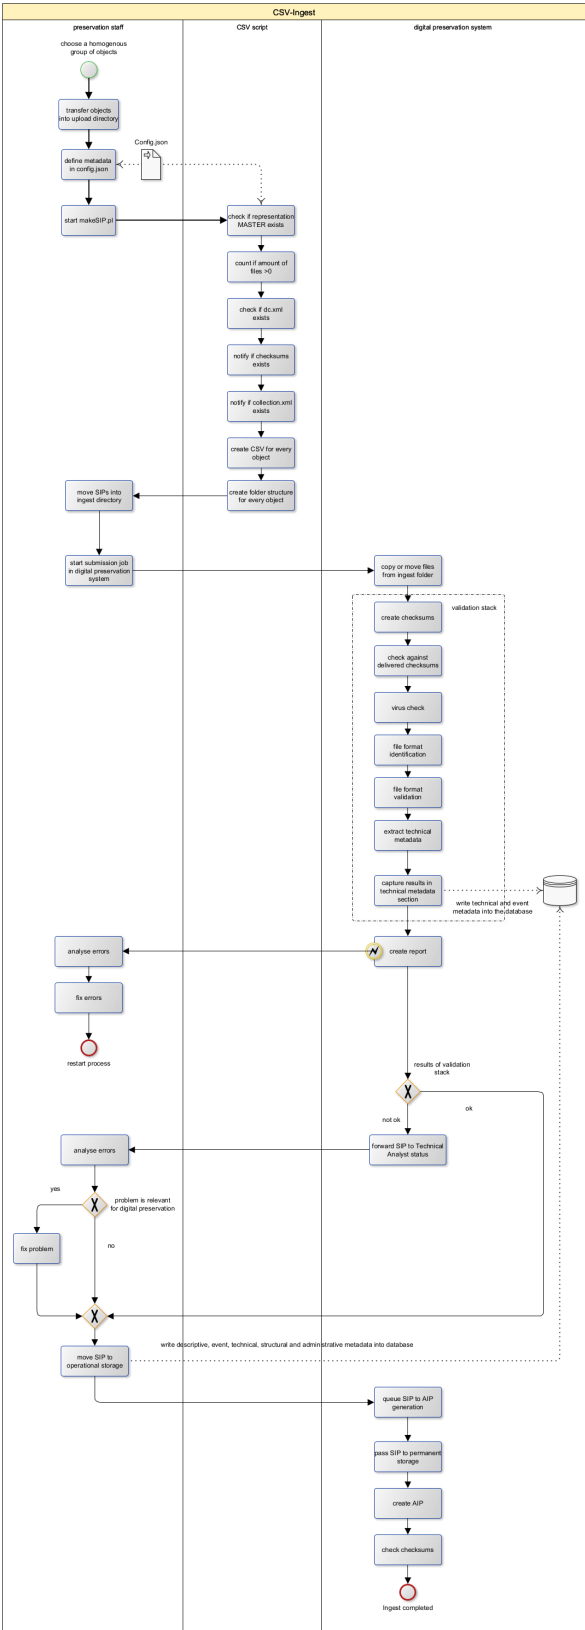 CSV-Ingest
preservation staff
CSV script
digital preservation system
choose a homogenous
group of objects
transfer objects
into upload directory
Config.json
define metadata
in config.json
start makeSIP.pl
check if representation
MASTER exists
count if amount of
files >0
check if dc.xml
exists
notify if checksums
exists
notify if collection.xml
exists
create CSV for every
object
move SIPs into
ingest directory
create folder structure
for every object
start submission job
in digital preservation
system
copy or move files
from ingest folder
validation stack
create checksums
check against
delivered checksums
virus check
file format
identification
file format
validation
extract technical
metadata
capture results in
technical metadata
section
write technical and event
metadata into the database
analyse errors
create report
fix errors
restart process
results of validation
stack
ok
not ok
analyse errors
forward SIP to Technical
Analyst status
yes
problem is relevant
for digital preservation
fix problem
no
write descriptive, event, technical, structural and administrative metadata into database
move SIP to
operational storage
queue SIP to AIP
generation
pass SIP to permanent
storage
create AIP
check checksums
Ingest completed